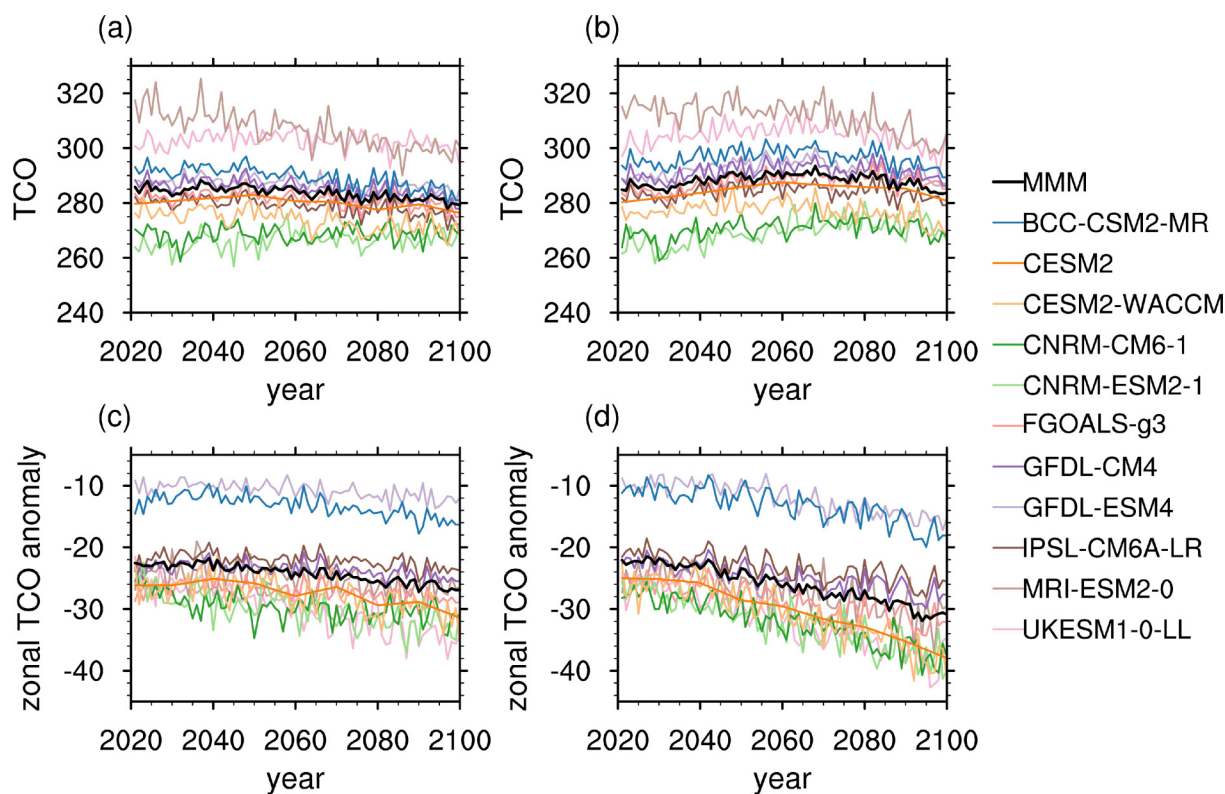 (a)
(b)
TCO
320
300
280
260
240
2020 2040 2060 2080 2100
year
TCO
320
300
280
260
240
2020 2040 2060 2080 2100
year
(c)
(d)
zonal TCO anomaly
-10
-20
-30
-40
2020 2040 2060 2080 2100
year
zonal TCO anomaly
-10
-20
-30
-40
2020 2040 2060 2080 2100
year
MMM
BCC-CSM2-MR
CESM2
CESM2-WACCM
CNRM-CM6-1
CNRM-ESM2-1
FGOALS-g3
GFDL-CM4
GFDL-ESM4
IPSL-CM6A-LR
MRI-ESM2-0
UKESM1-0-LL